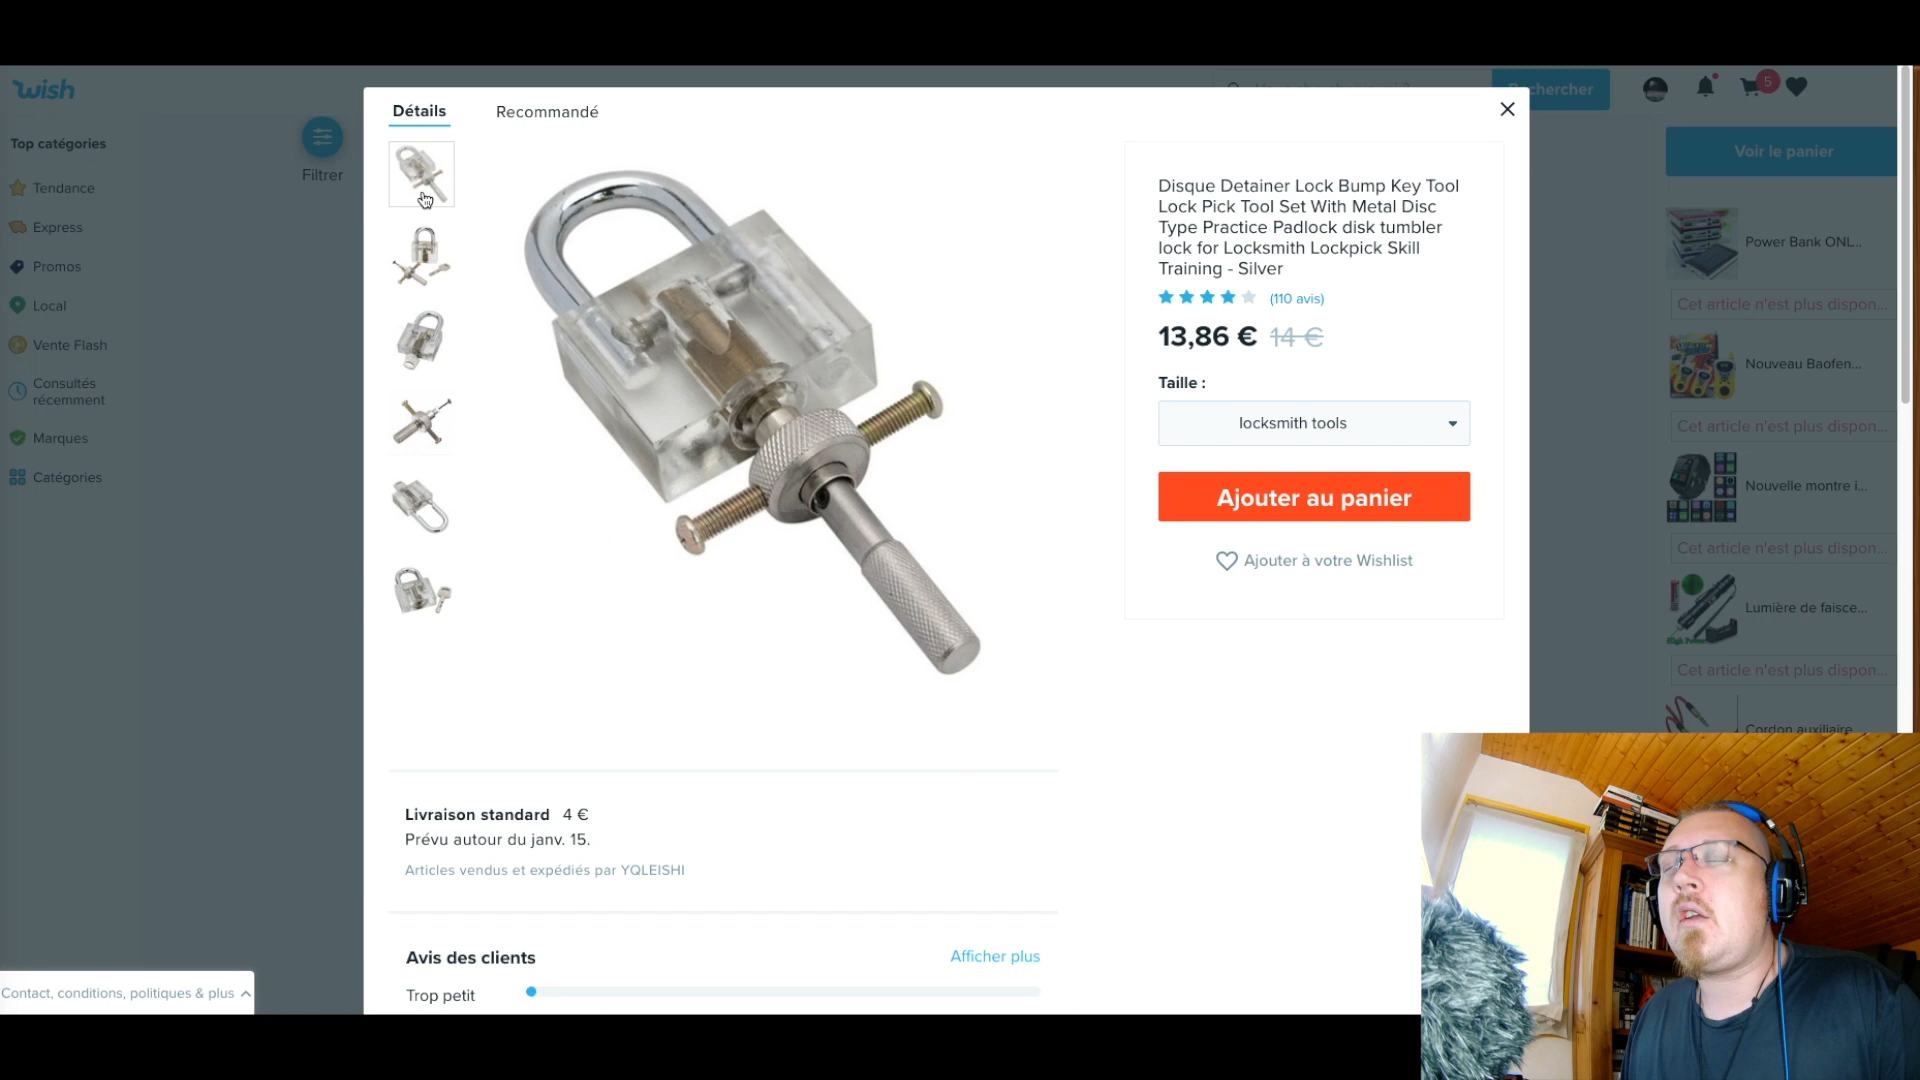 wish
Rechercher
5
Top catégories
Tendance
Express
Promos
Local
Vente Flash
Consultés
récemment
Marques
Catégories
Filtrer
Détails
Recommandé
Disque Detainer Lock Bump Key Tool
Lock Pick Tool Set With Metal Disc
Type Practice Padlock disk tumbler
lock for Locksmith Lockpick Skill
Training - Silver
(110 avis)
13,86 € 14 €
Taille :
locksmith tools
Ajouter au panier
Ajouter à votre Wishlist
Livraison standard 4 €
Prévu autour du janv. 15.
Articles vendus et expédiés par YQLEISHI
Avis des clients
Afficher plus
Trop petit
Voir le panier
Power Bank ONL...
Cet article n'est plus dispon...
Nouveau Baofen...
Cet article n'est plus dispon...
Nouvelle montre i...
Cet article n'est plus dispon...
Lumière de faisce...
Cet article n'est plus dispon...
Cordon auxiliaire
Contact, conditions, politiques & plus